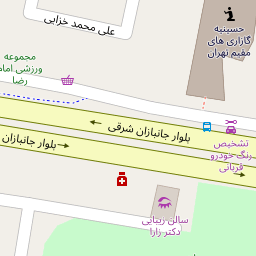 حسینیه
گازاری های
مقیم تهران
علی محمد خزایی
مجموعه
ورزشی امام
رضا
بلوار جانبازان شرقی
بلوار جانبازان
تشخیص
رنگ خودرو
قربانی
سالن زیبایی
دکتر زارا